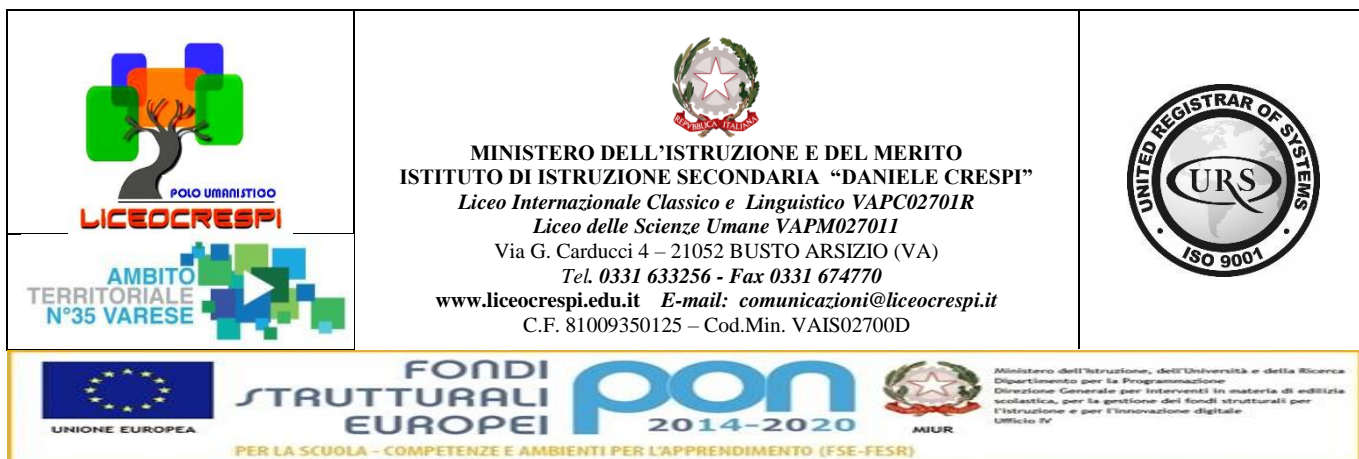 POLO UMANISTICO
LICEOCRESPI
AMBITO
TERRITORIALE
N°35 VARESE
REPVBBLICA ITALIANA
MINISTERO DELL'ISTRUZIONE E DEL MERITO
ISTITUTO DI ISTRUZIONE SECONDARIA “DANIELE CRESPI”
Liceo Internazionale Classico e Linguistico VAPC02701R
Liceo delle Scienze Umane VAPM027011
Via G. Carducci 4 – 21052 BUSTO ARSIZIO (VA)
Tel. 0331 633256 - Fax 0331 674770
www.liceocrespi.edu.it E-mail: comunicazioni@liceocrespi.it
C.F. 81009350125 – Cod.Min. VAIS02700D
UNITED REGISTRAR OF SYSTEMS
URS
ISO 9001
UNIONE EUROPEA
FONDI
STRUTTURALI
EUROPEI
pon
2014-2020
MIUR
Ministero dell'Istruzione, dell'Università e della Ricerca
Dipartimento per la Programmazione
Direzione Generale per interventi in materia di edilizia
scolastica, per la gestione dei fondi strutturali per
l'istruzione e per l'innovazione digitale
Ufficio IV
PER LA SCUOLA - COMPETENZE E AMBIENTI PER L'APPRENDIMENTO (FSE-FESR)